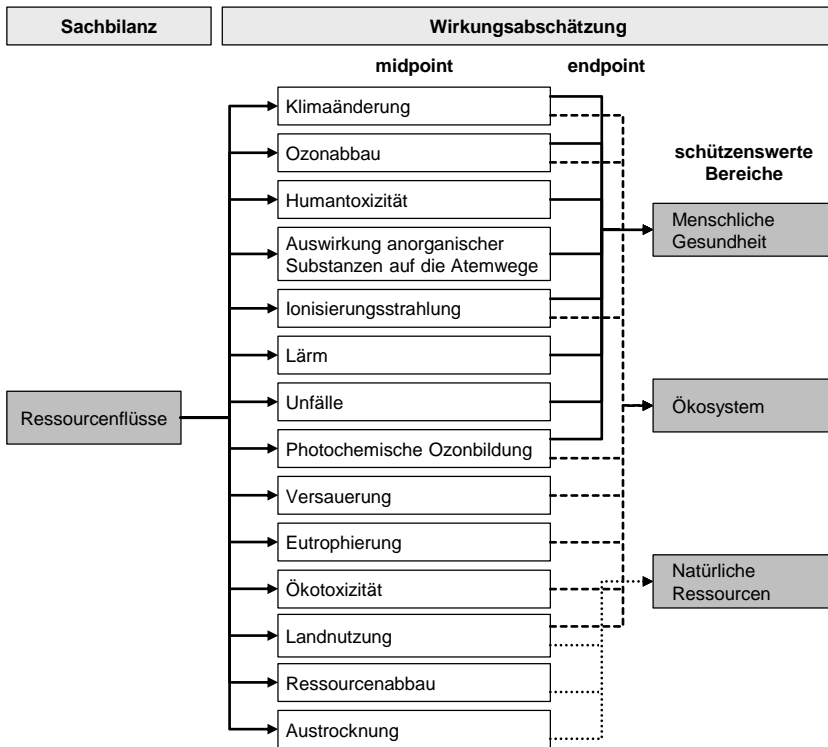 Sachbilanz
Wirkungsabschätzung
midpoint
endpoint
Klimaänderung
Ozonabbau
schützenswerte
Bereiche
Humantoxizität
Menschliche
Gesundheit
Auswirkung anorganischer
Substanzen auf die Atemwege
Ionisierungsstrahlung
Lärm
Ressourcenflüsse
Unfälle
Ökosystem
Photochemische Ozonbildung
Versauerung
Eutrophierung
Ökotoxizität
Natürliche
Ressourcen
Landnutzung
Ressourcenabbau
Austrocknung